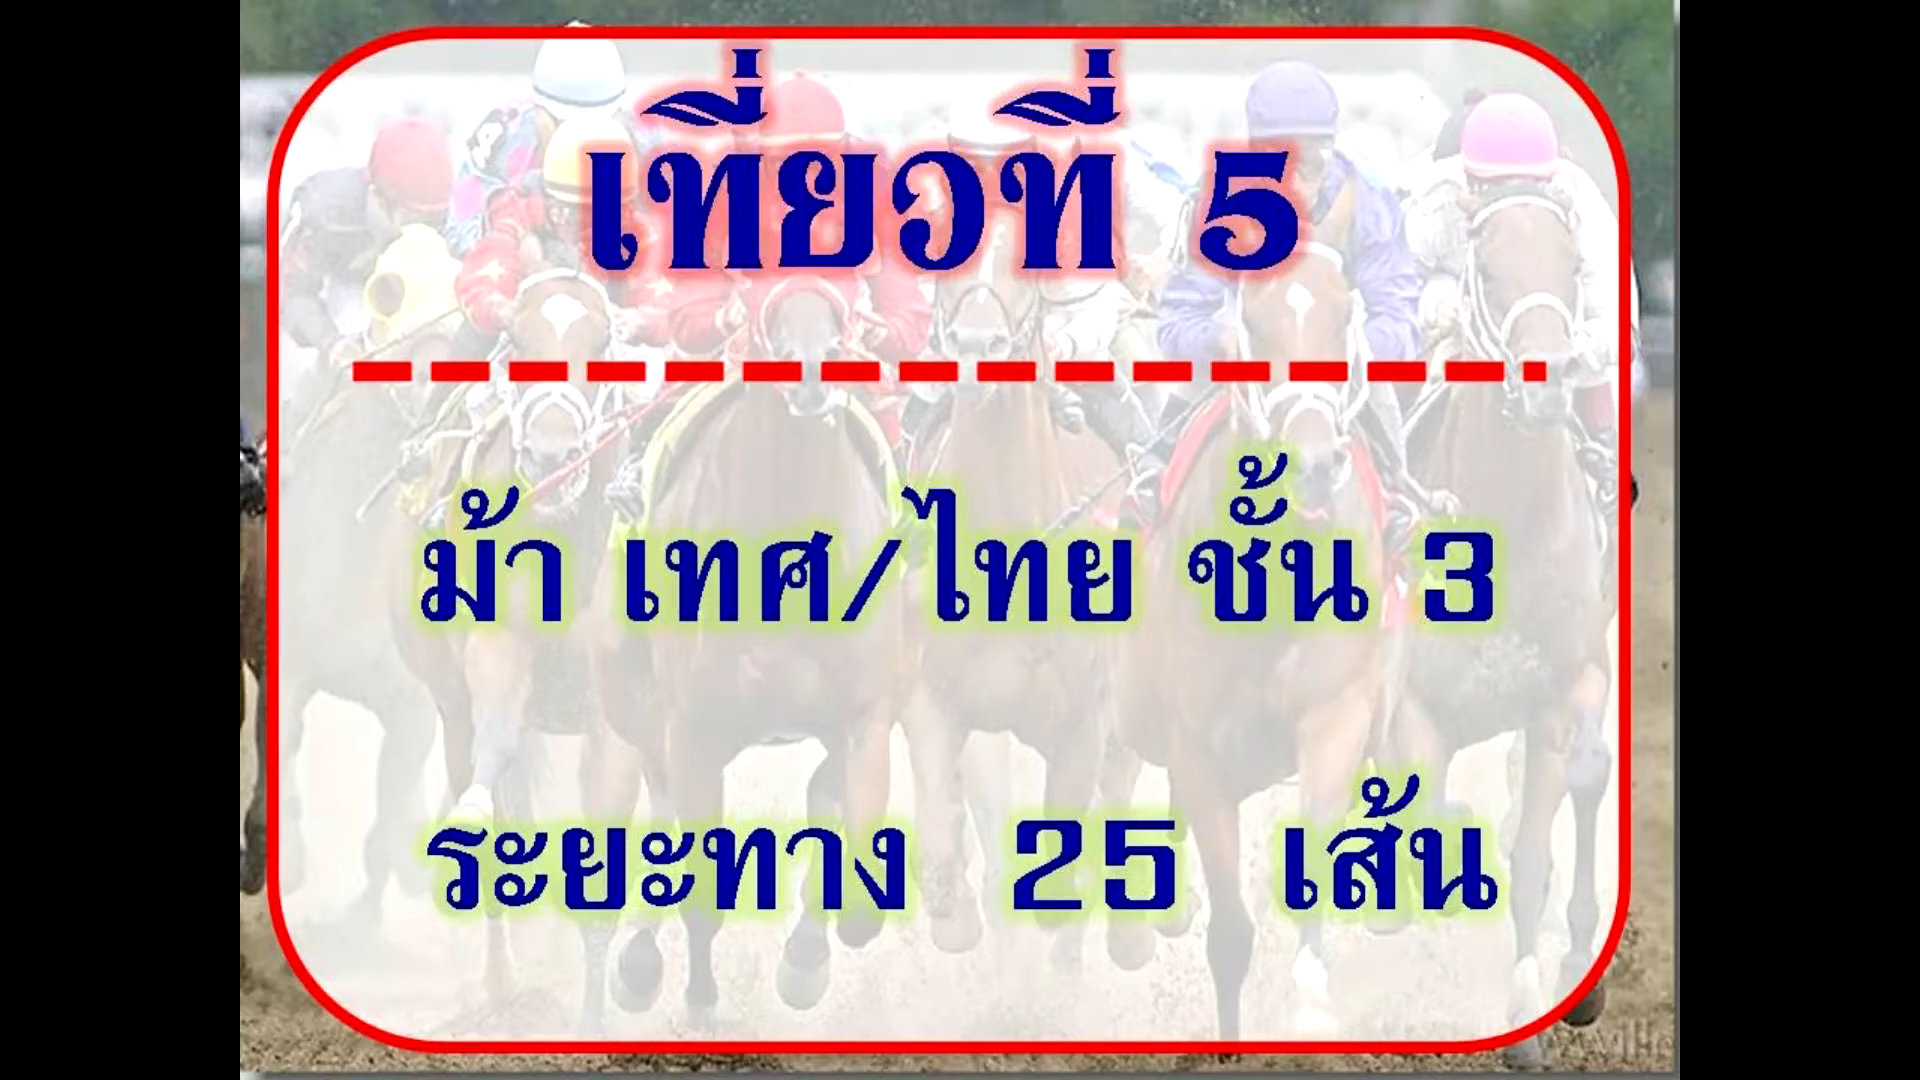 เที่ยวที่ 5
ม้า เทศ/ไทย ชั้น 3
ระยะทาง 25 เส้น